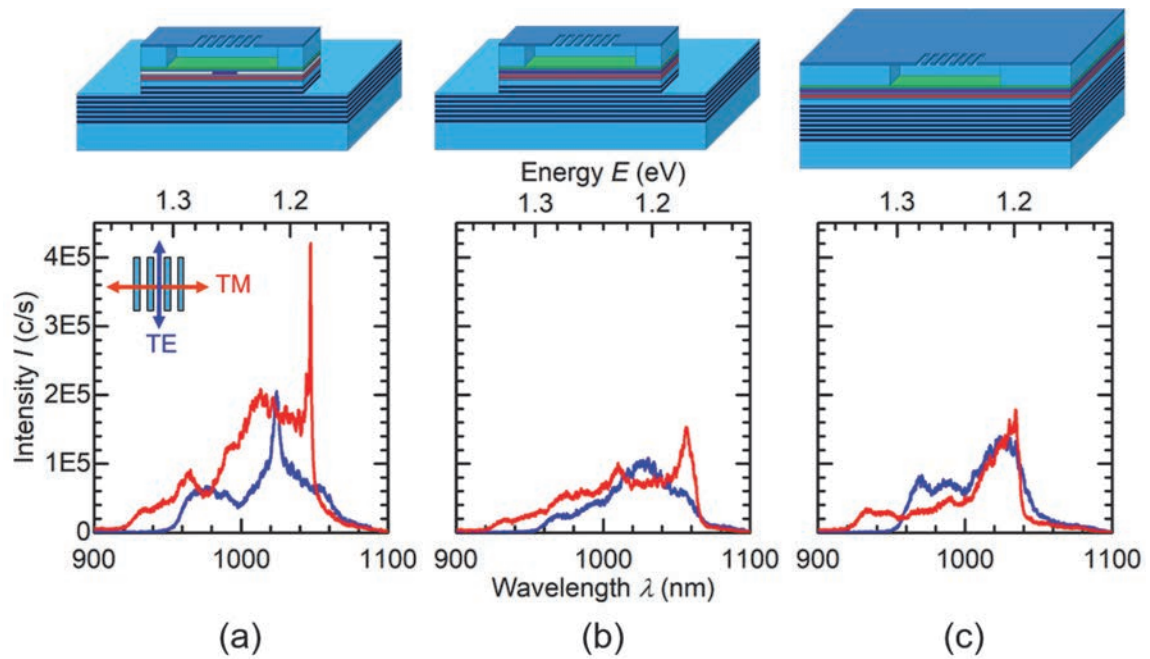 Energy E (eV)
1.3 1.2 1.3 1.2 1.3 1.2
4E5
3E5
2E5
1E5
0
Intensity I (c/s)
TM
TE
900 1000 1100 900 1000 1100 900 1000 1100
Wavelength λ (nm)
(a) (b) (c)